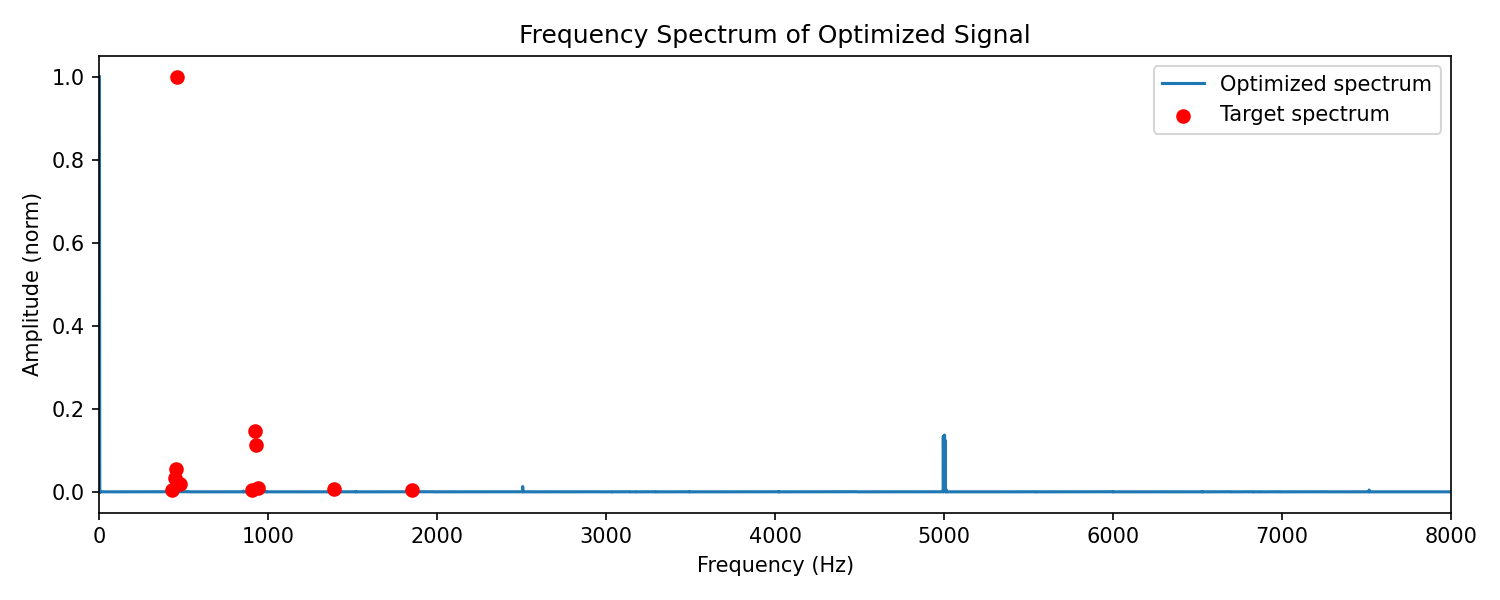 Frequency Spectrum of Optimized Signal
Optimized spectrum
Target spectrum
Amplitude (norm)
1.0
0.8
0.6
0.4
0.2
0.0
0 1000 2000 3000 4000 5000 6000 7000 8000
Frequency (Hz)